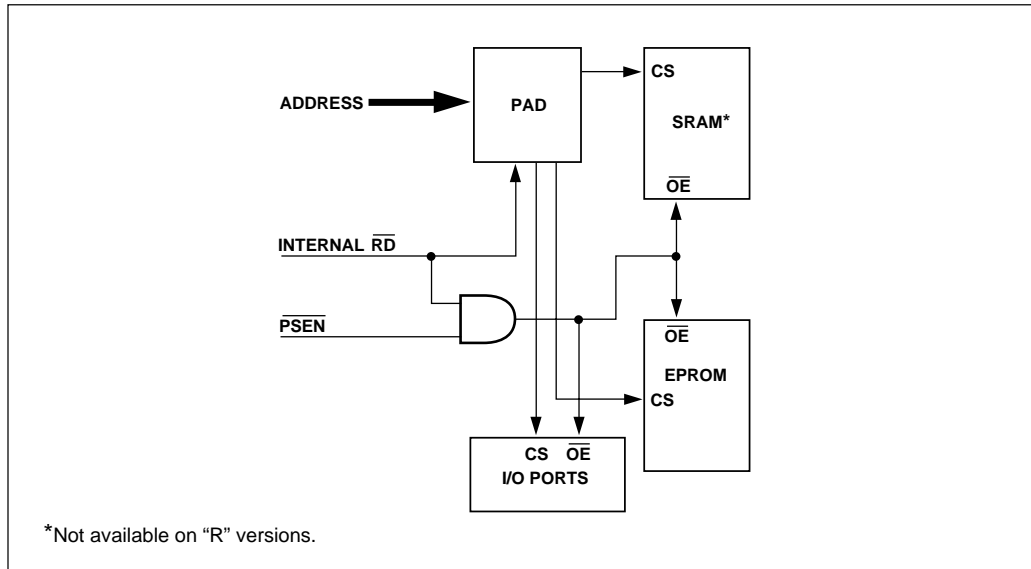 CS
ADDRESS
PAD
SRAM*
OE
INTERNAL RD
PSEN
OE
EPROM
CS
CS OE
I/O PORTS
*Not available on “R” versions.